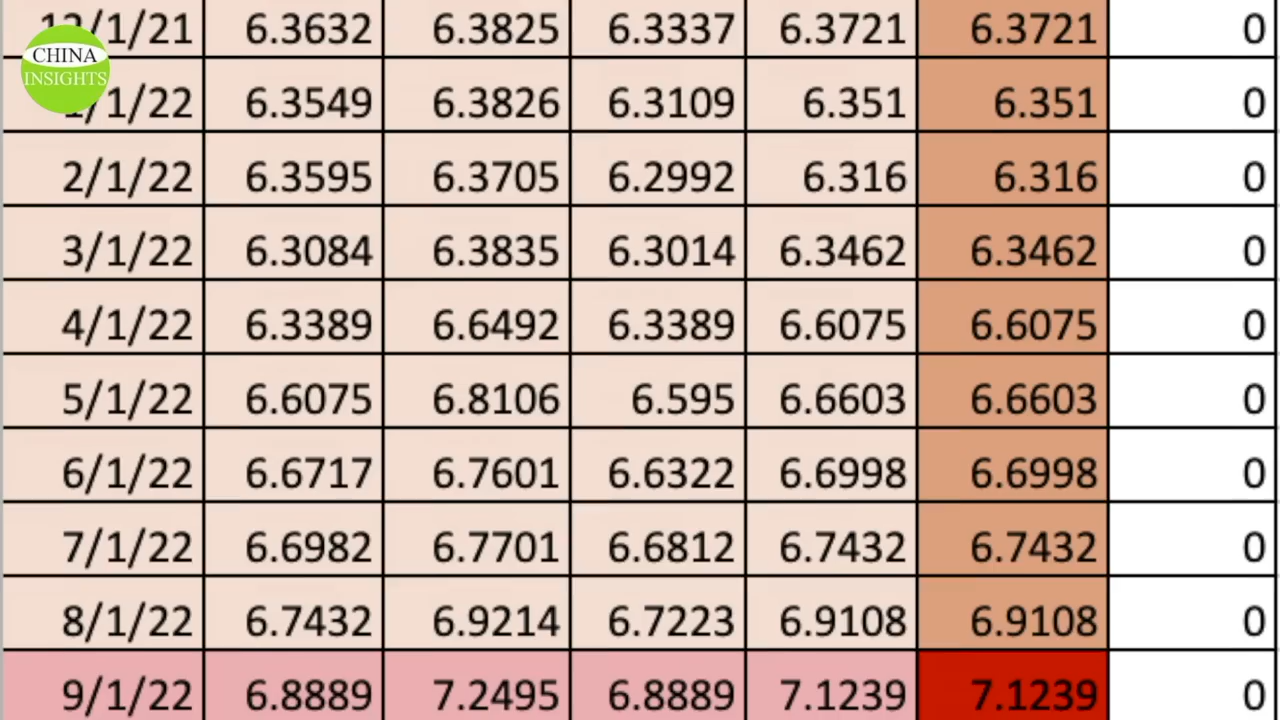 12/1/21 6.3632 6.3825 6.3337 6.3721 6.3721 0
CHINA
INSIGHTS
1/1/22 6.3549 6.3826 6.3109 6.351 6.351 0
2/1/22 6.3595 6.3705 6.2992 6.316 6.316 0
3/1/22 6.3084 6.3835 6.3014 6.3462 6.3462 0
4/1/22 6.3389 6.6492 6.3389 6.6075 6.6075 0
5/1/22 6.6075 6.8106 6.595 6.6603 6.6603 0
6/1/22 6.6717 6.7601 6.6322 6.6998 6.6998 0
7/1/22 6.6982 6.7701 6.6812 6.7432 6.7432 0
8/1/22 6.7432 6.9214 6.7223 6.9108 6.9108 0
9/1/22 6.8889 7.2495 6.8889 7.1239 7.1239 0